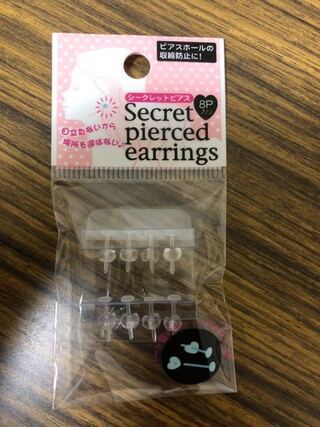 ピアスホールの
収縮防止に!
シークレットピアス
8P
入り
Secret
pierced
earrings
目立たないから
場所を選ばない♪